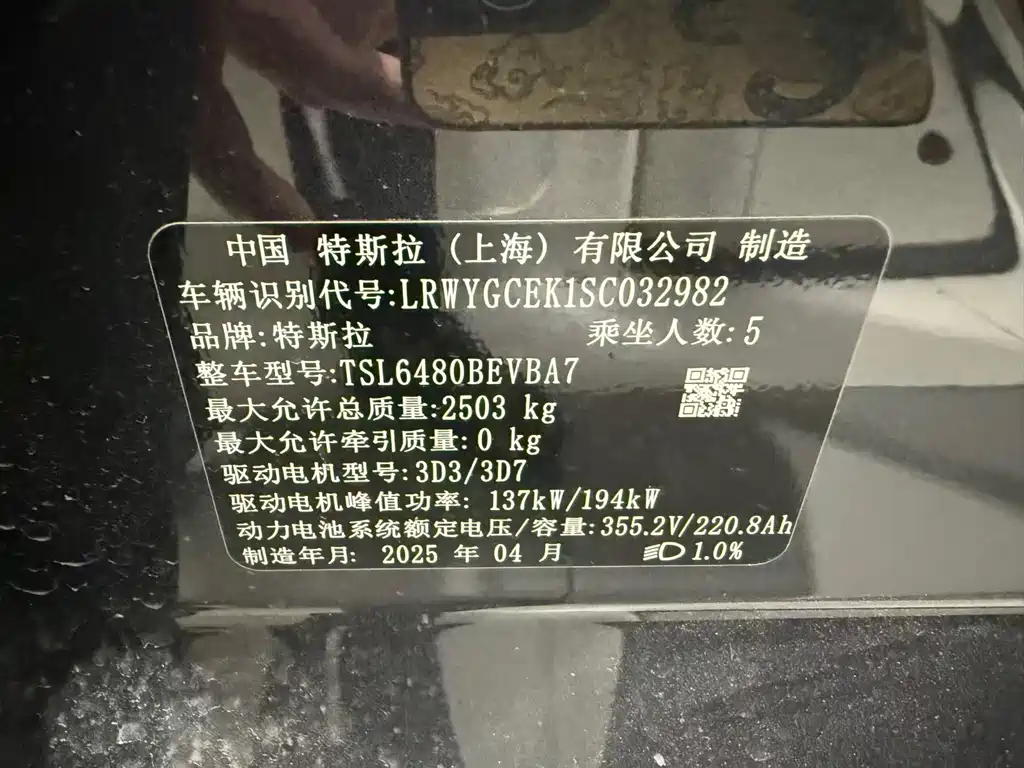 中国 特斯拉(上海)有限公司 制造
车辆识别代号:LRWYGCEK1SC032982
品牌:特斯拉 乘坐人数:5
整车型号:TSL6480BEVBA7
最大允许总质量:2503 kg
最大允许牵引质量:0 kg
驱动电机型号:3D3/3D7
驱动电机峰值功率: 137kW/194kW
动力电池系统额定电压/容量:355.2V/220.8Ah
制造年月: 2025 年 04 月 1.0%